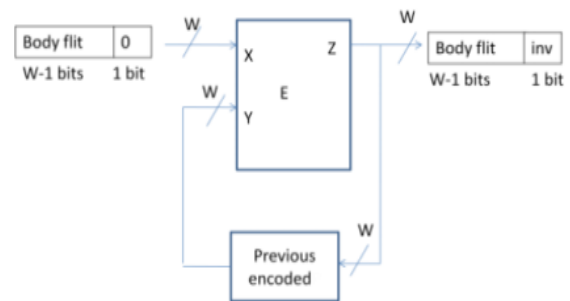 W
W
Body flit 0
X
Z
Body flit inv
W-1 bits 1 bit
W-1 bits 1 bit
W
E
Y
W
Previous
encoded